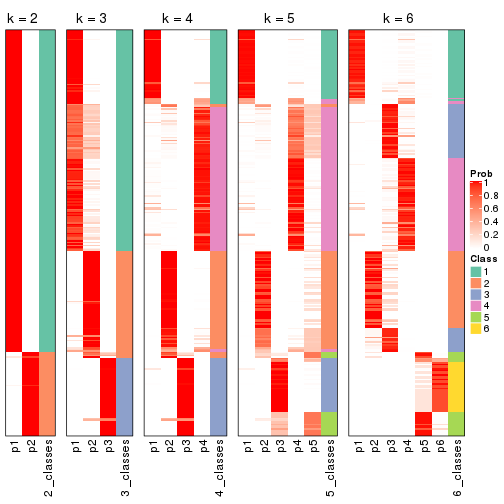 k = 2
k = 3
k = 4
k = 5
k = 6
Prob
1
0.8
0.6
0.4
0.2
0
Class
1
2
3
4
5
6
p1
p2
2_classes
p1
p2
p3
3_classes
p1
p2
p3
p4
4_classes
p1
p2
p3
p4
p5
5_classes
p1
p2
p3
p4
p5
p6
6_classes